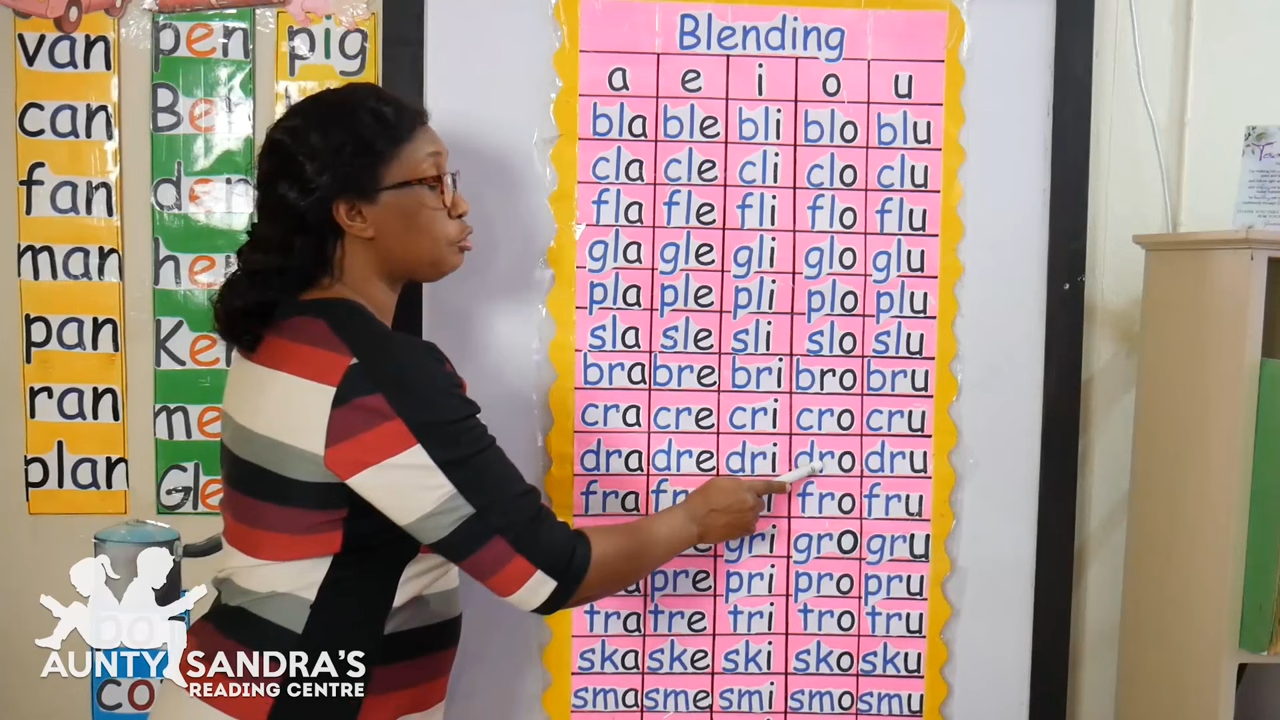 van
can
fan
man
pan
ran
plan
pen
Ben
den
hen
Ken
pig
Blending
a e i o u
bla ble bli blo blu
cla cle cli clo clu
fla fle fli flo flu
gla gle gli glo glu
pla ple pli plo plu
sla sle sli slo slu
bra bre bri bro bru
cra cre cri cro cru
dra dre dri dro dru
fra fro fru
gri gro gru
pre pri pro pru
tra tre tri tro tru
ska ske ski sko sku
sma sme smi smo smu
AUNTY SANDRA'S
READING CENTRE